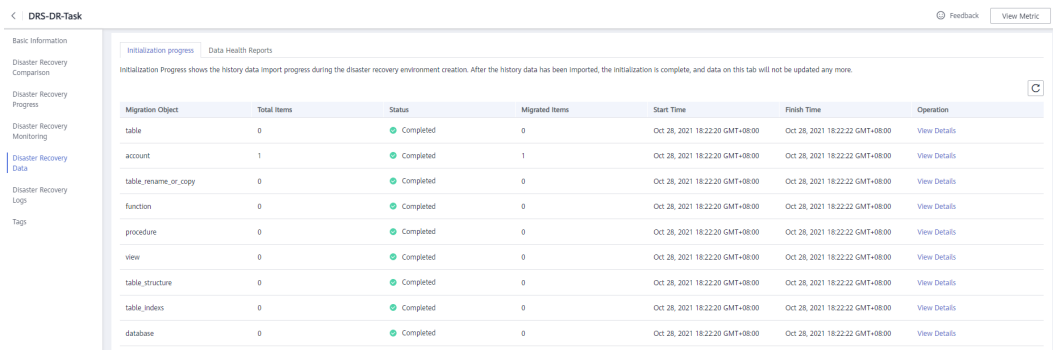 DRS-DR-Task
Feedback
View Metric
Basic Information
Disaster Recovery
Comparison
Disaster Recovery
Progress
Disaster Recovery
Monitoring
Disaster Recovery
Data
Disaster Recovery
Logs
Tags
Initialization progress Data Health Reports
Initialization Progress shows the history data import progress during the disaster recovery environment creation. After the history data has been imported, the initialization is complete, and data on this tab will not be updated any more.
Migration Object Total Items Status Migrated Items Start Time Finish Time Operation
table 0 Completed 0 Oct 28, 2021 18:22:20 GMT+08:00 Oct 28, 2021 18:22:22 GMT+08:00 View Details
account 1 Completed 1 Oct 28, 2021 18:22:20 GMT+08:00 Oct 28, 2021 18:22:22 GMT+08:00 View Details
table_rename_or_copy 0 Completed 0 Oct 28, 2021 18:22:20 GMT+08:00 Oct 28, 2021 18:22:22 GMT+08:00 View Details
function 0 Completed 0 Oct 28, 2021 18:22:20 GMT+08:00 Oct 28, 2021 18:22:22 GMT+08:00 View Details
procedure 0 Completed 0 Oct 28, 2021 18:22:20 GMT+08:00 Oct 28, 2021 18:22:22 GMT+08:00 View Details
view 0 Completed 0 Oct 28, 2021 18:22:20 GMT+08:00 Oct 28, 2021 18:22:22 GMT+08:00 View Details
table_structure 0 Completed 0 Oct 28, 2021 18:22:20 GMT+08:00 Oct 28, 2021 18:22:22 GMT+08:00 View Details
table_indexs 0 Completed 0 Oct 28, 2021 18:22:20 GMT+08:00 Oct 28, 2021 18:22:22 GMT+08:00 View Details
database 0 Completed 0 Oct 28, 2021 18:22:20 GMT+08:00 Oct 28, 2021 18:22:22 GMT+08:00 View Details